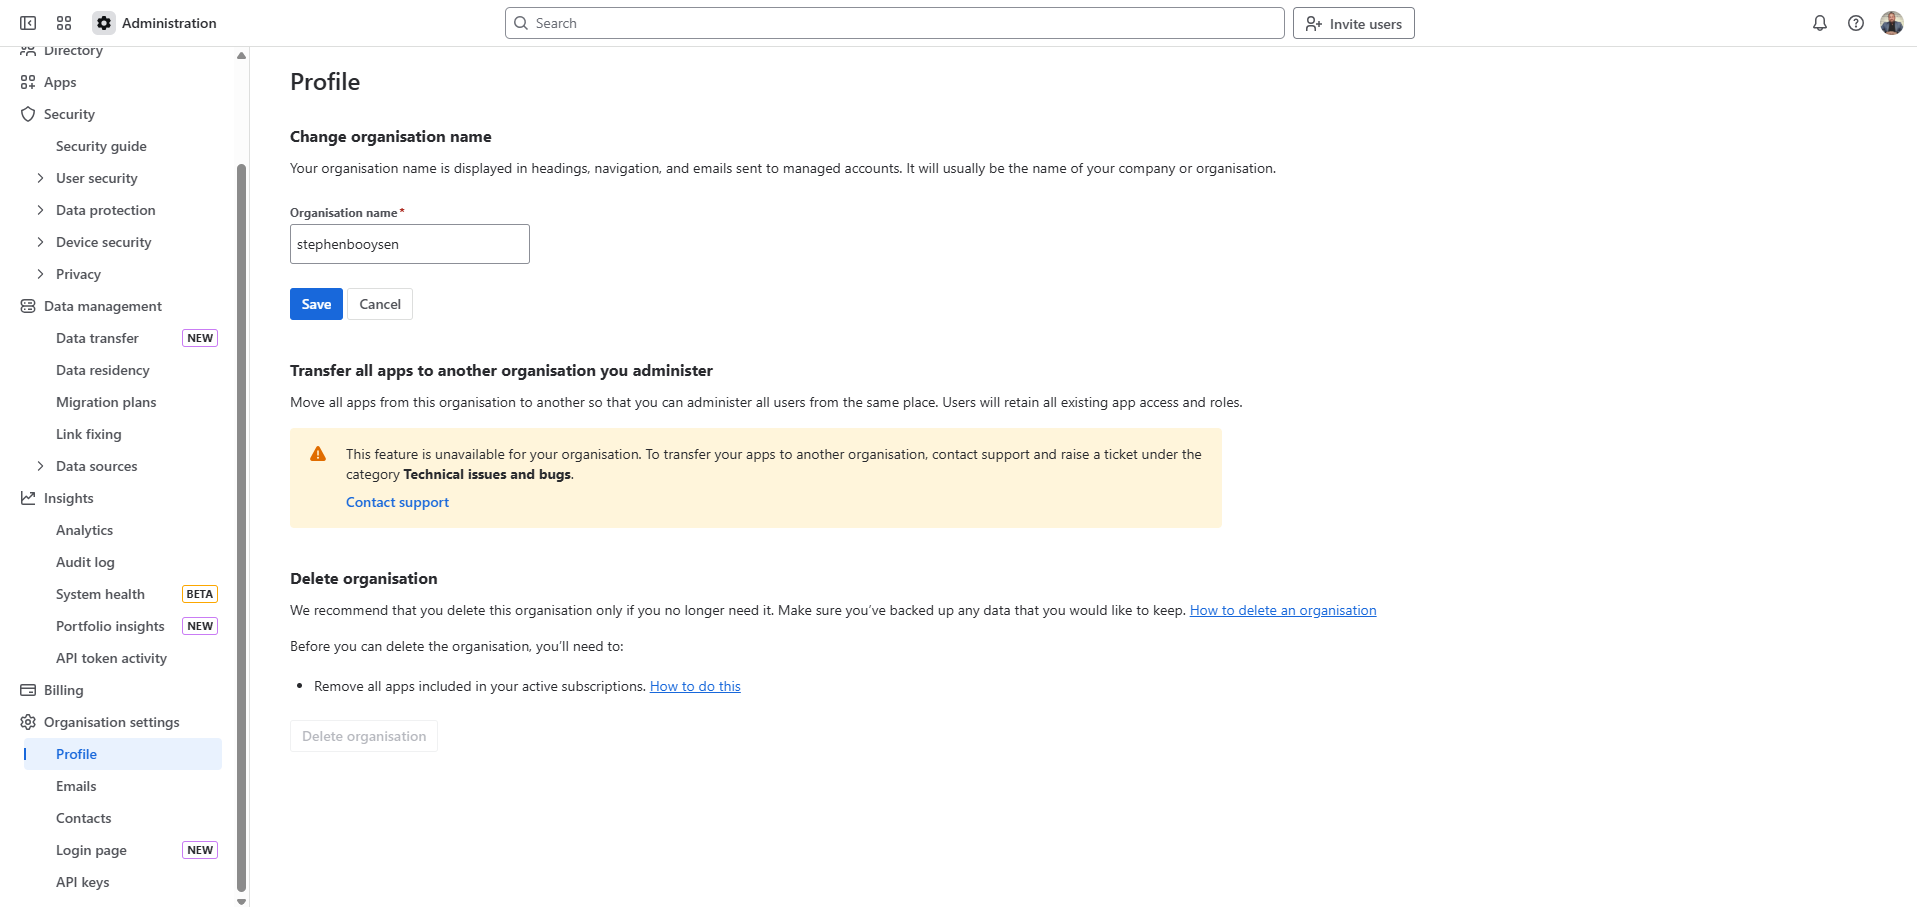 Administration
Search
Invite users
Directory
Apps
Security
Security guide
User security
Data protection
Device security
Privacy
Data management
Data transfer NEW
Data residency
Migration plans
Link fixing
Data sources
Insights
Analytics
Audit log
System health BETA
Portfolio insights NEW
API token activity
Billing
Organisation settings
Profile
Emails
Contacts
Login page NEW
API keys
Profile
Change organisation name
Your organisation name is displayed in headings, navigation, and emails sent to managed accounts. It will usually be the name of your company or organisation.
Organisation name*
stephenbooysen
Save Cancel
Transfer all apps to another organisation you administer
Move all apps from this organisation to another so that you can administer all users from the same place. Users will retain all existing app access and roles.
This feature is unavailable for your organisation. To transfer your apps to another organisation, contact support and raise a ticket under the
category Technical issues and bugs.
Contact support
Delete organisation
We recommend that you delete this organisation only if you no longer need it. Make sure you’ve backed up any data that you would like to keep. How to delete an organisation
Before you can delete the organisation, you’ll need to:
• Remove all apps included in your active subscriptions. How to do this
Delete organisation